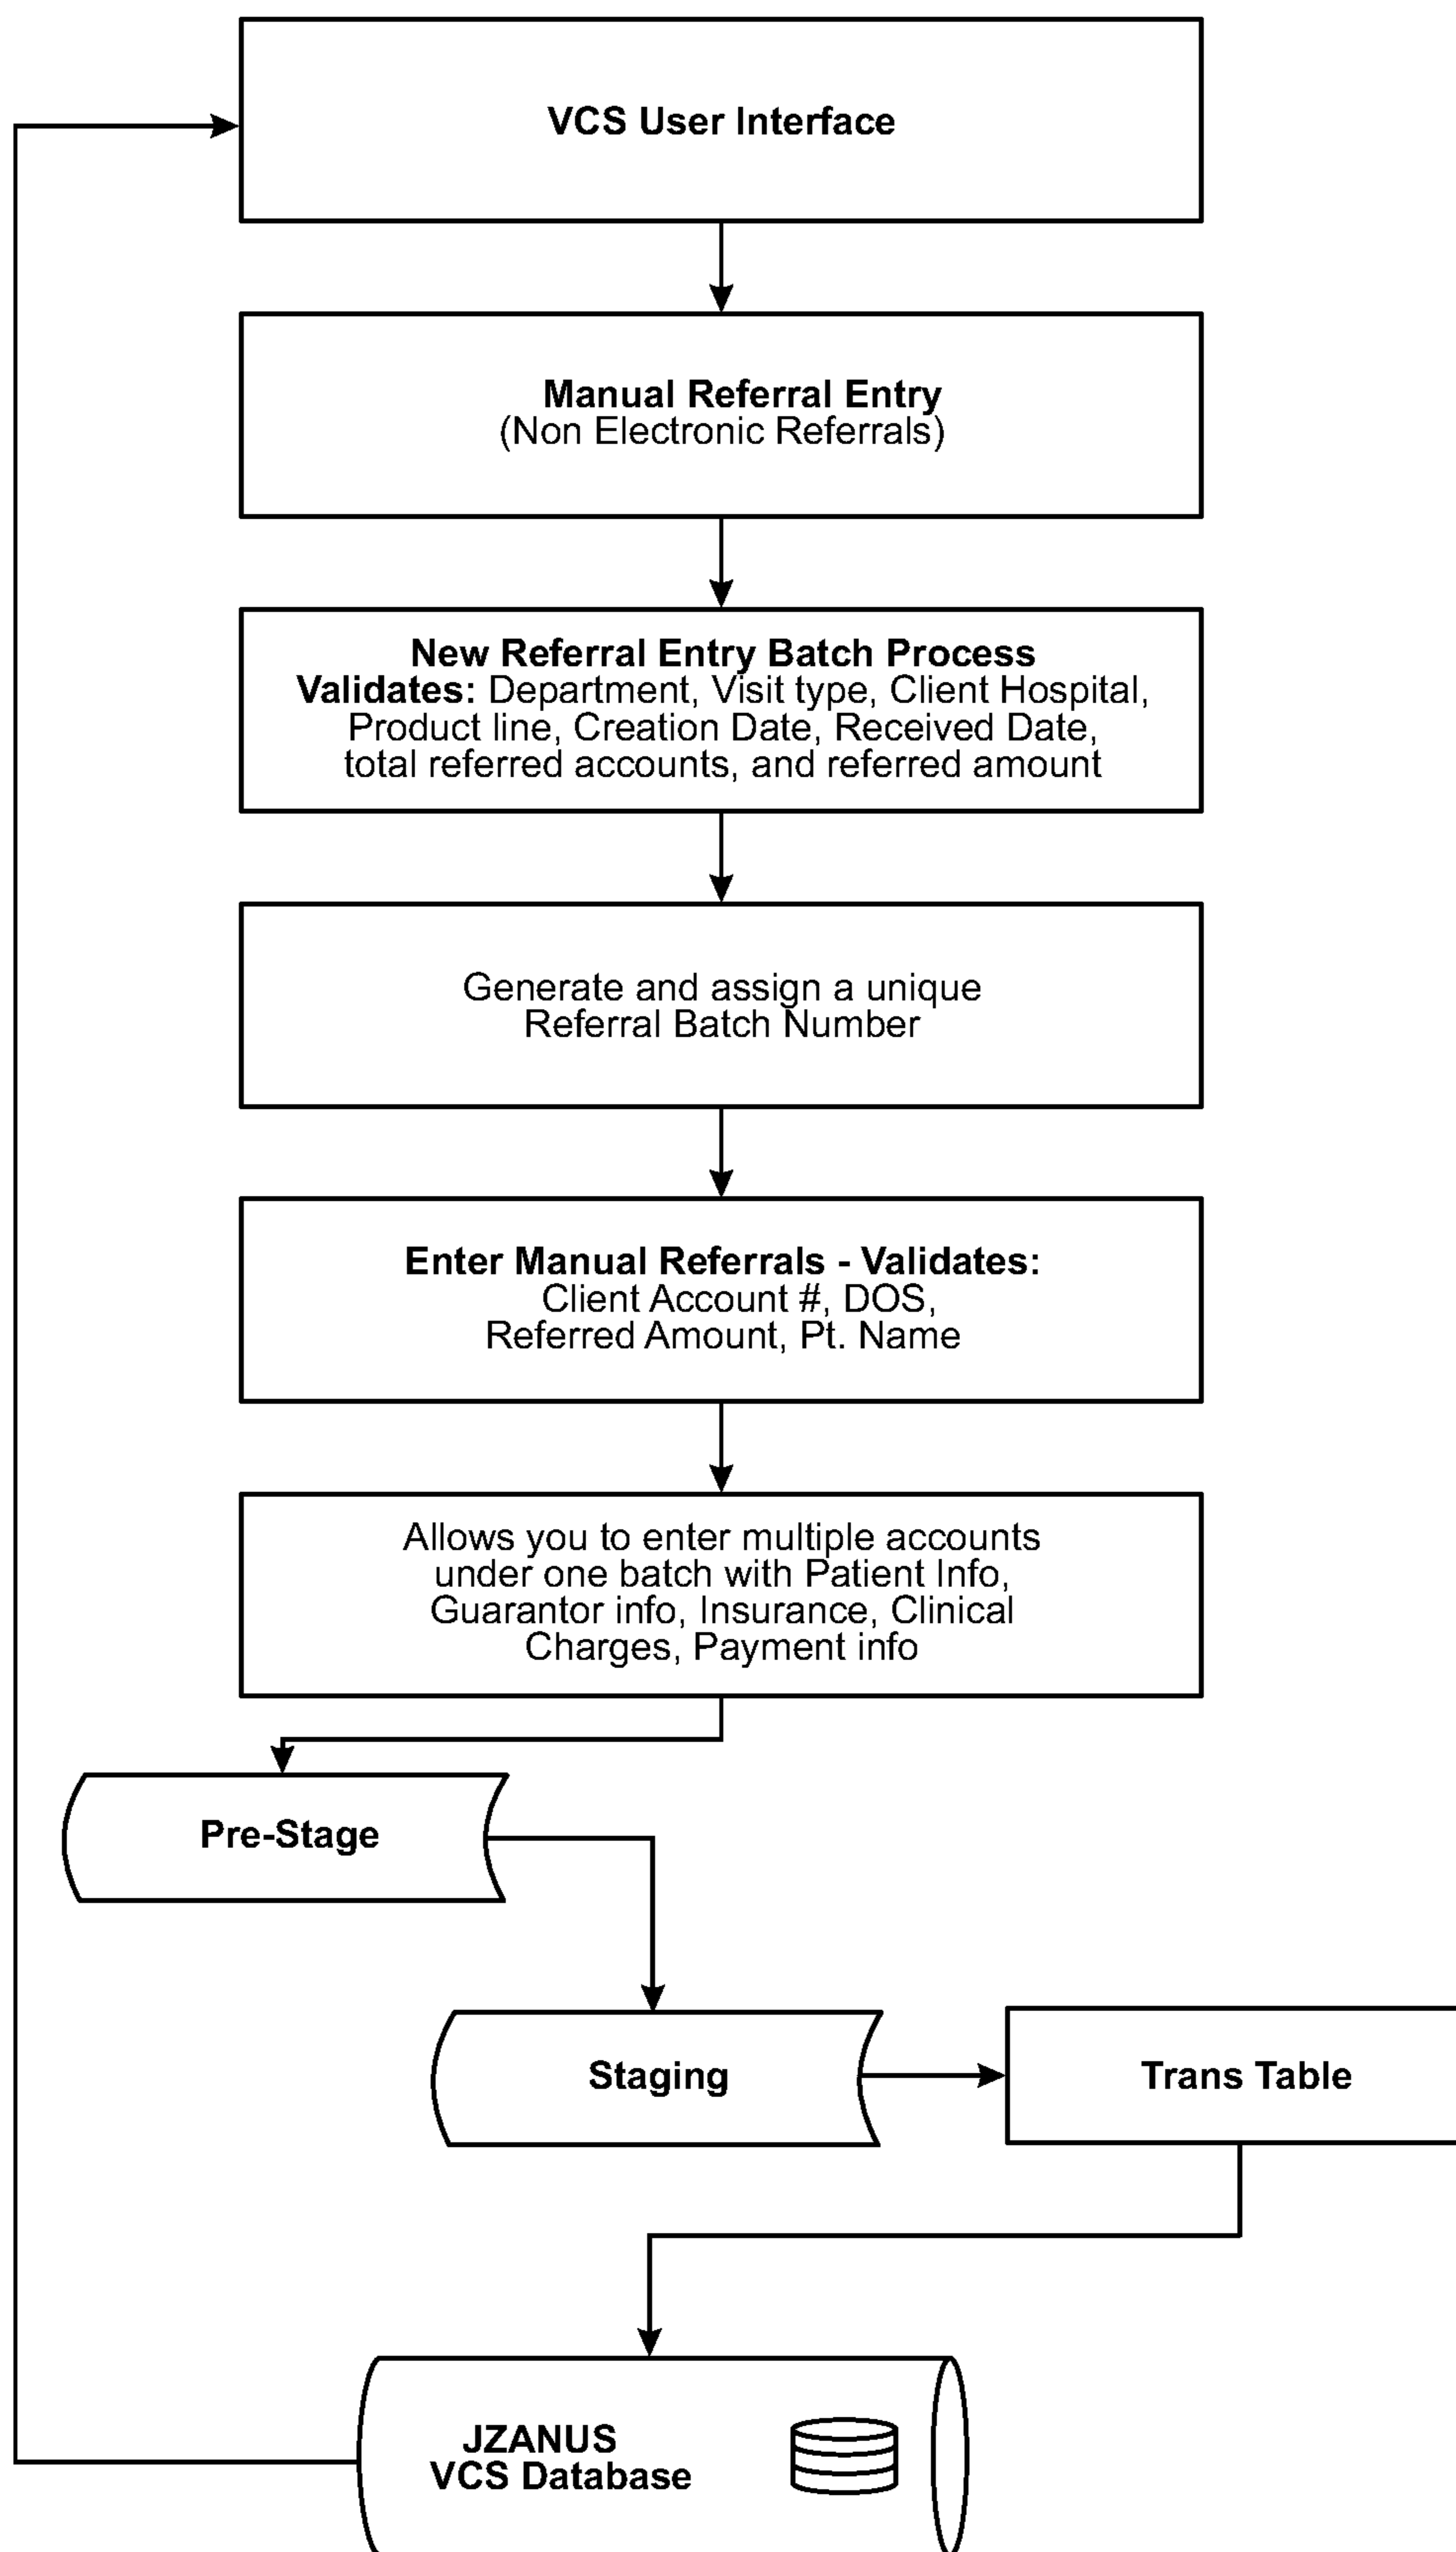 VCS User Interface
Manual Referral Entry
(Non Electronic Referrals)
New Referral Entry Batch Process
Validates: Department, Visit type, Client Hospital,
Product line, Creation Date, Received Date,
total referred accounts, and referred amount
Generate and assign a unique
Referral Batch Number
Enter Manual Referrals - Validates:
Client Account #, DOS,
Referred Amount, Pt. Name
Allows you to enter multiple accounts
under one batch with Patient Info,
Guarantor info, Insurance, Clinical
Charges, Payment info
Pre-Stage
Staging
Trans Table
JZANUS
VCS Database